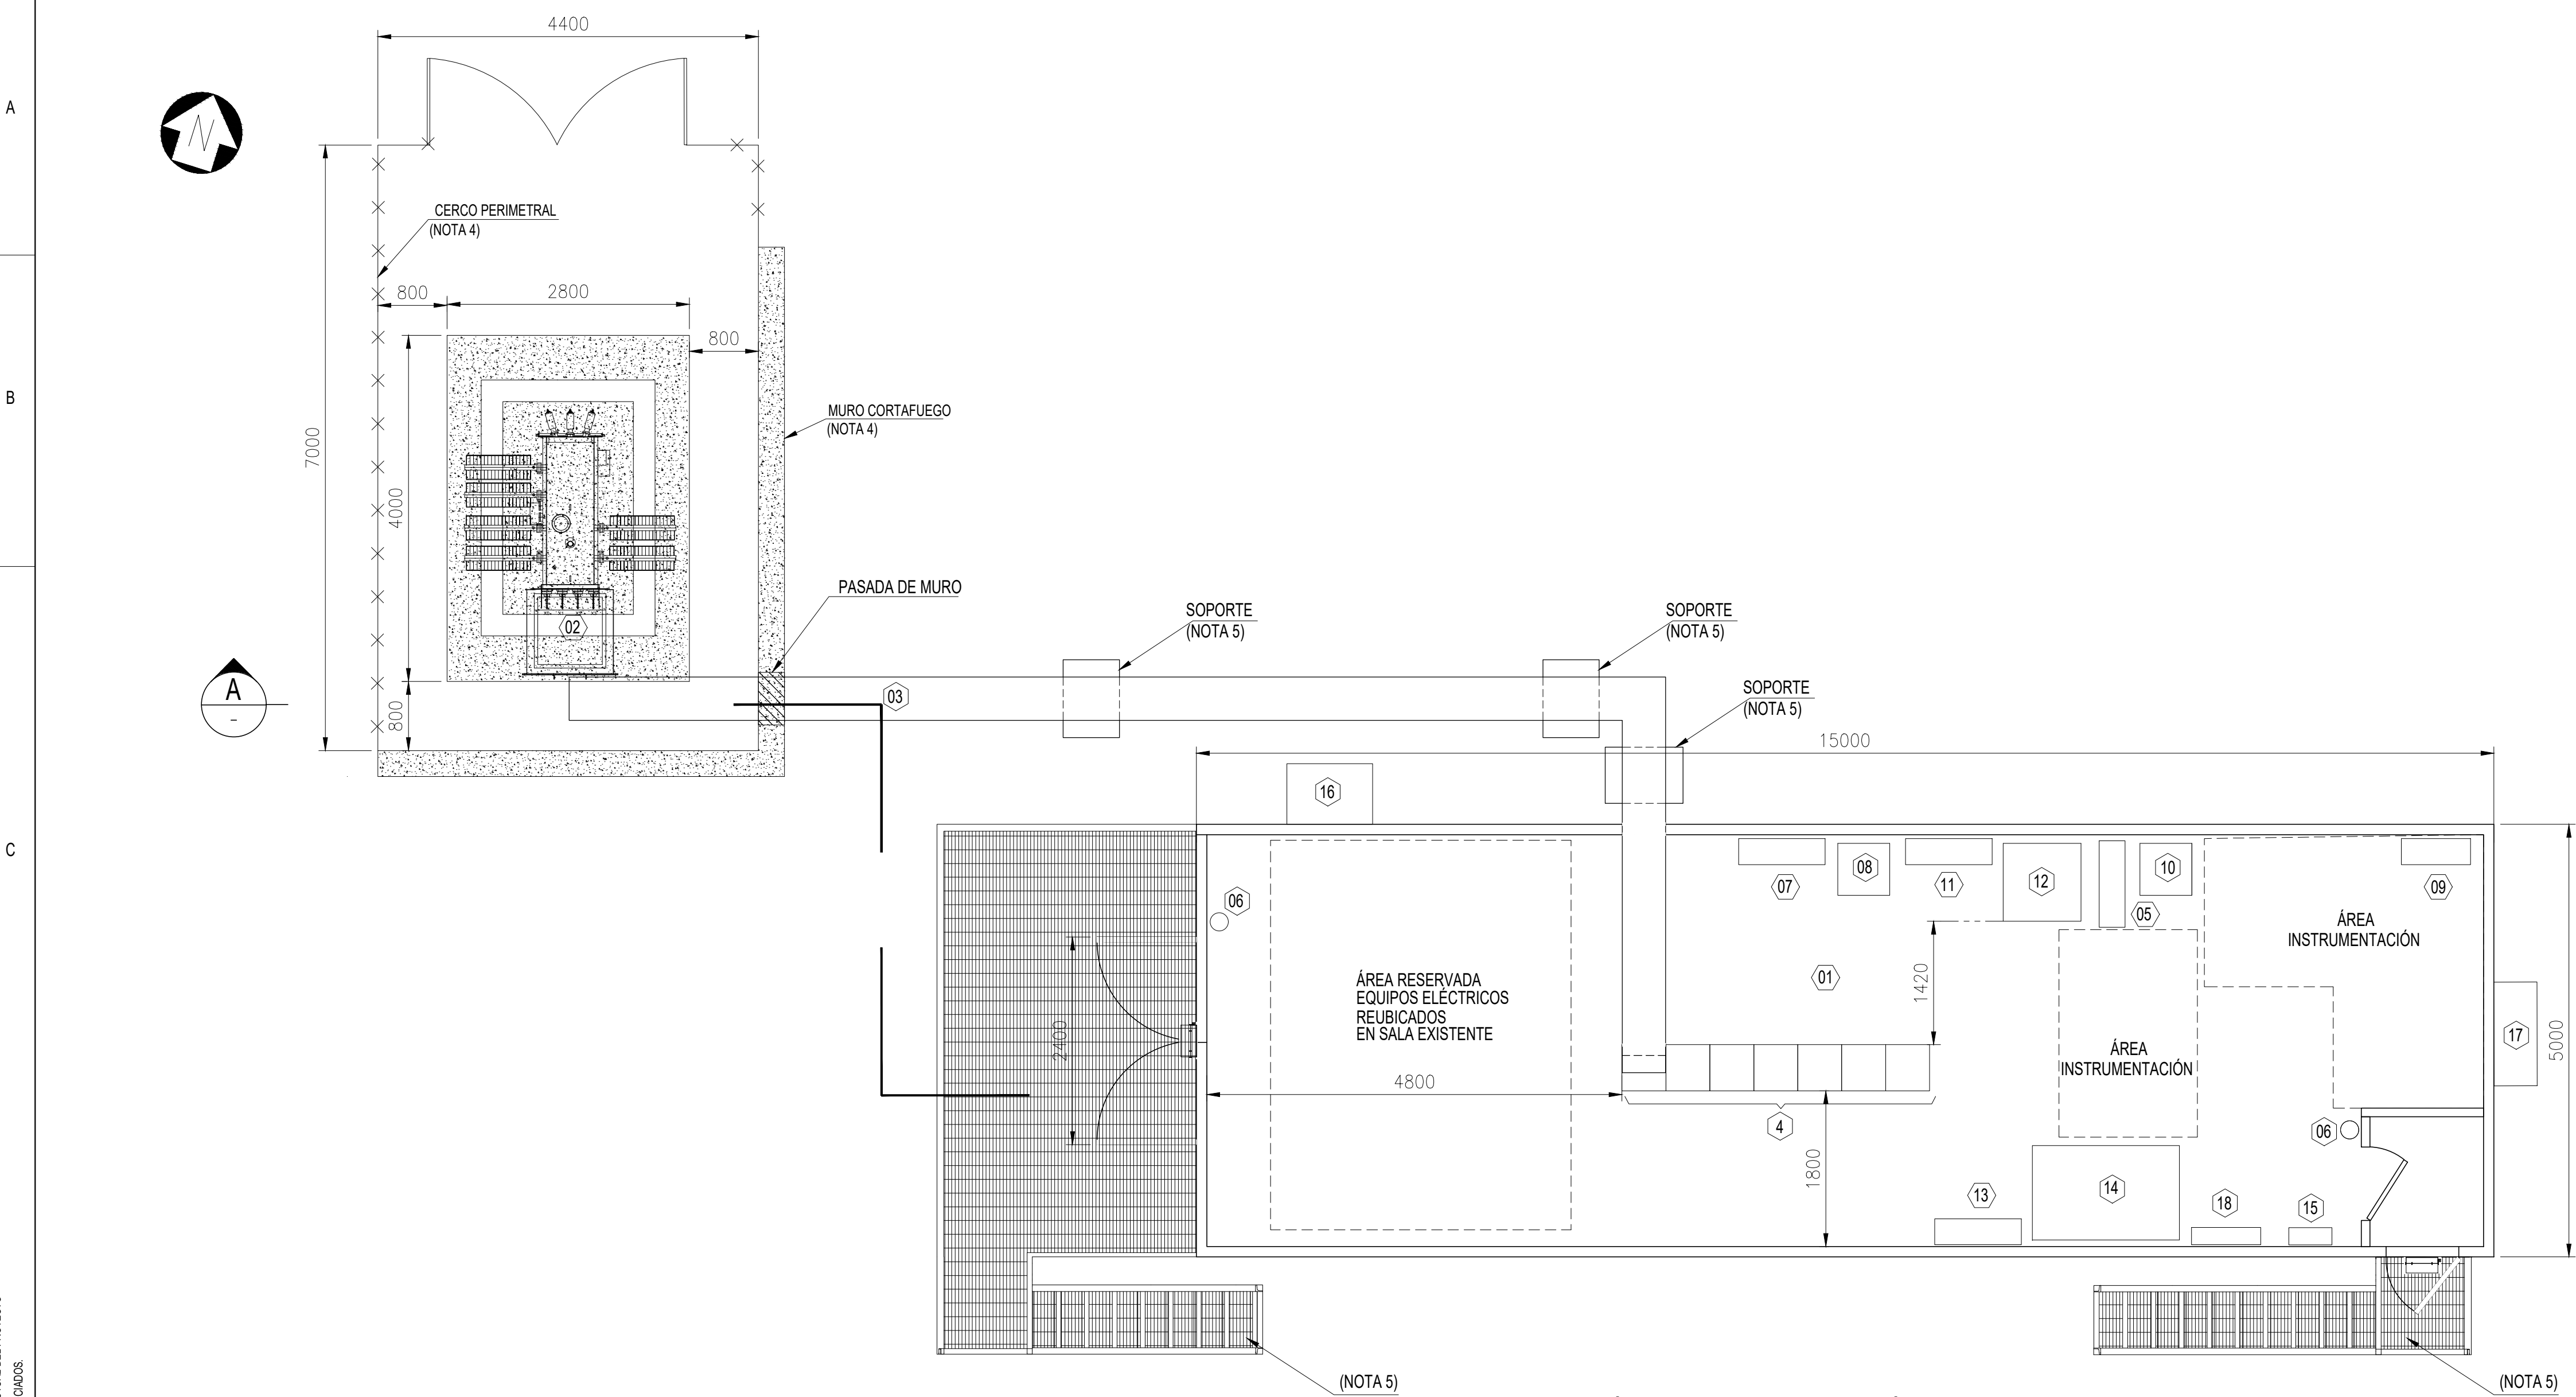 4400
A
N
CERCO PERIMETRAL
(NOTA 4)
800
2800
800
B
MURO CORTAFUEGO
(NOTA 4)
7000
4000
PASADA DE MURO
SOPORTE
(NOTA 5)
SOPORTE
(NOTA 5)
02
A
-
03
SOPORTE
(NOTA 5)
800
15000
16
C
07
08
11
12
05
10
09
06
ÁREA
INSTRUMENTACIÓN
ÁREA RESERVADA
EQUIPOS ELÉCTRICOS
REUBICADOS
EN SALA EXISTENTE
01
1420
2400
ÁREA
INSTRUMENTACIÓN
17
5000
4800
4
06
1800
13
14
18
15
CIADOS.
(NOTA 5)
(NOTA 5)